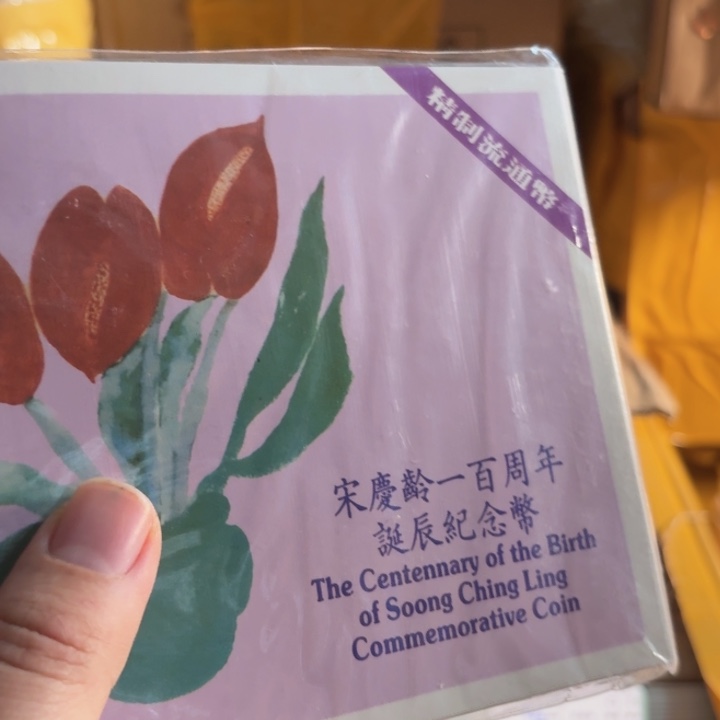 精制流通幣
宋慶齡一百周年
誕辰紀念幣
The Centennary of the Birth
of Soong Ching Ling
Commemorative Coin